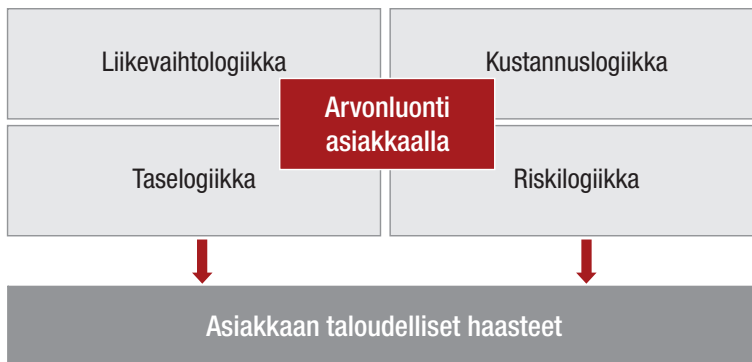 Liikevaihtologiikka
Kustannuslogiikka
Arvonluonti
asiakkaalla
Taselogiikka
Riskilogiikka
Asiakkaan taloudelliset haasteet